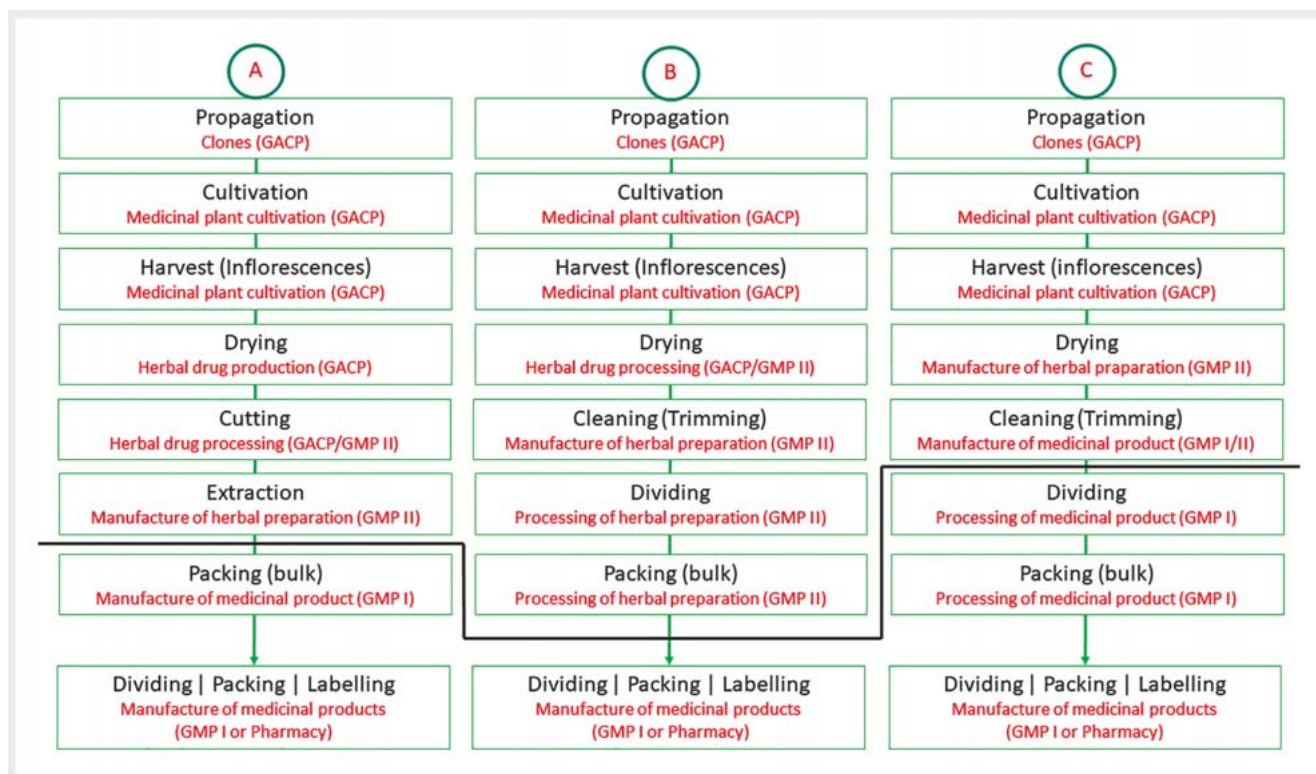 A
Propagation
Clones (GACP)
Cultivation
Medicinal plant cultivation (GACP)
Harvest (Inflorescences)
Medicinal plant cultivation (GACP)
Drying
Herbal drug production (GACP)
Cutting
Herbal drug processing (GACP/GMP II)
Extraction
Manufacture of herbal preparation (GMP II)
Packing (bulk)
Manufacture of medicinal product (GMP I)
Dividing | Packing | Labelling
Manufacture of medicinal products
(GMP I or Pharmacy)
B
Propagation
Clones (GACP)
Cultivation
Medicinal plant cultivation (GACP)
Harvest (Inflorescences)
Medicinal plant cultivation (GACP)
Drying
Herbal drug processing (GACP/GMP II)
Cleaning (Trimming)
Manufacture of herbal preparation (GMP II)
Dividing
Processing of herbal preparation (GMP II)
Packing (bulk)
Processing of herbal preparation (GMP II)
Dividing | Packing | Labelling
Manufacture of medicinal products
(GMP I or Pharmacy)
C
Propagation
Clones (GACP)
Cultivation
Medicinal plant cultivation (GACP)
Harvest (inflorescences)
Medicinal plant cultivation (GACP)
Drying
Manufacture of herbal praparation (GMP II)
Cleaning (Trimming)
Manufacture of medicinal product (GMP I/II)
Dividing
Processing of medicinal product (GMP I)
Packing (bulk)
Processing of medicinal product (GMP I)
Dividing | Packing | Labelling
Manufacture of medicinal products
(GMP I or Pharmacy)